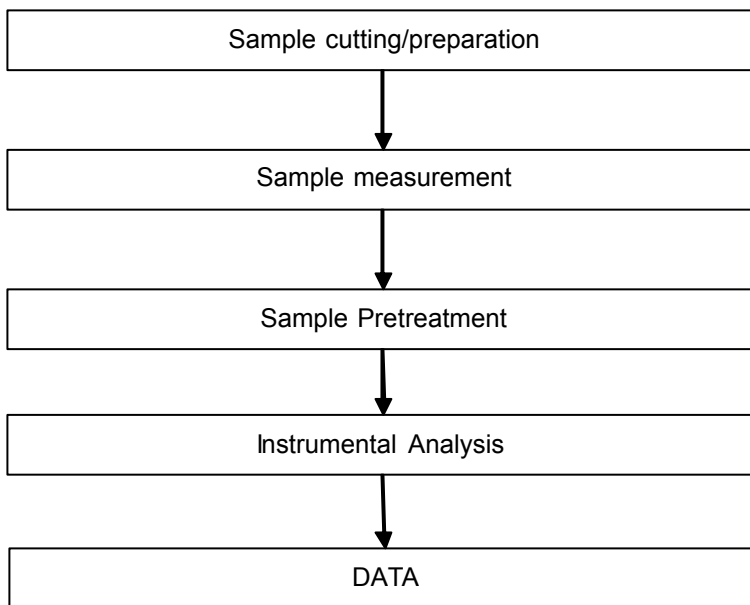 Sample cutting/preparation
Sample measurement
Sample Pretreatment
Instrumental Analysis
DATA